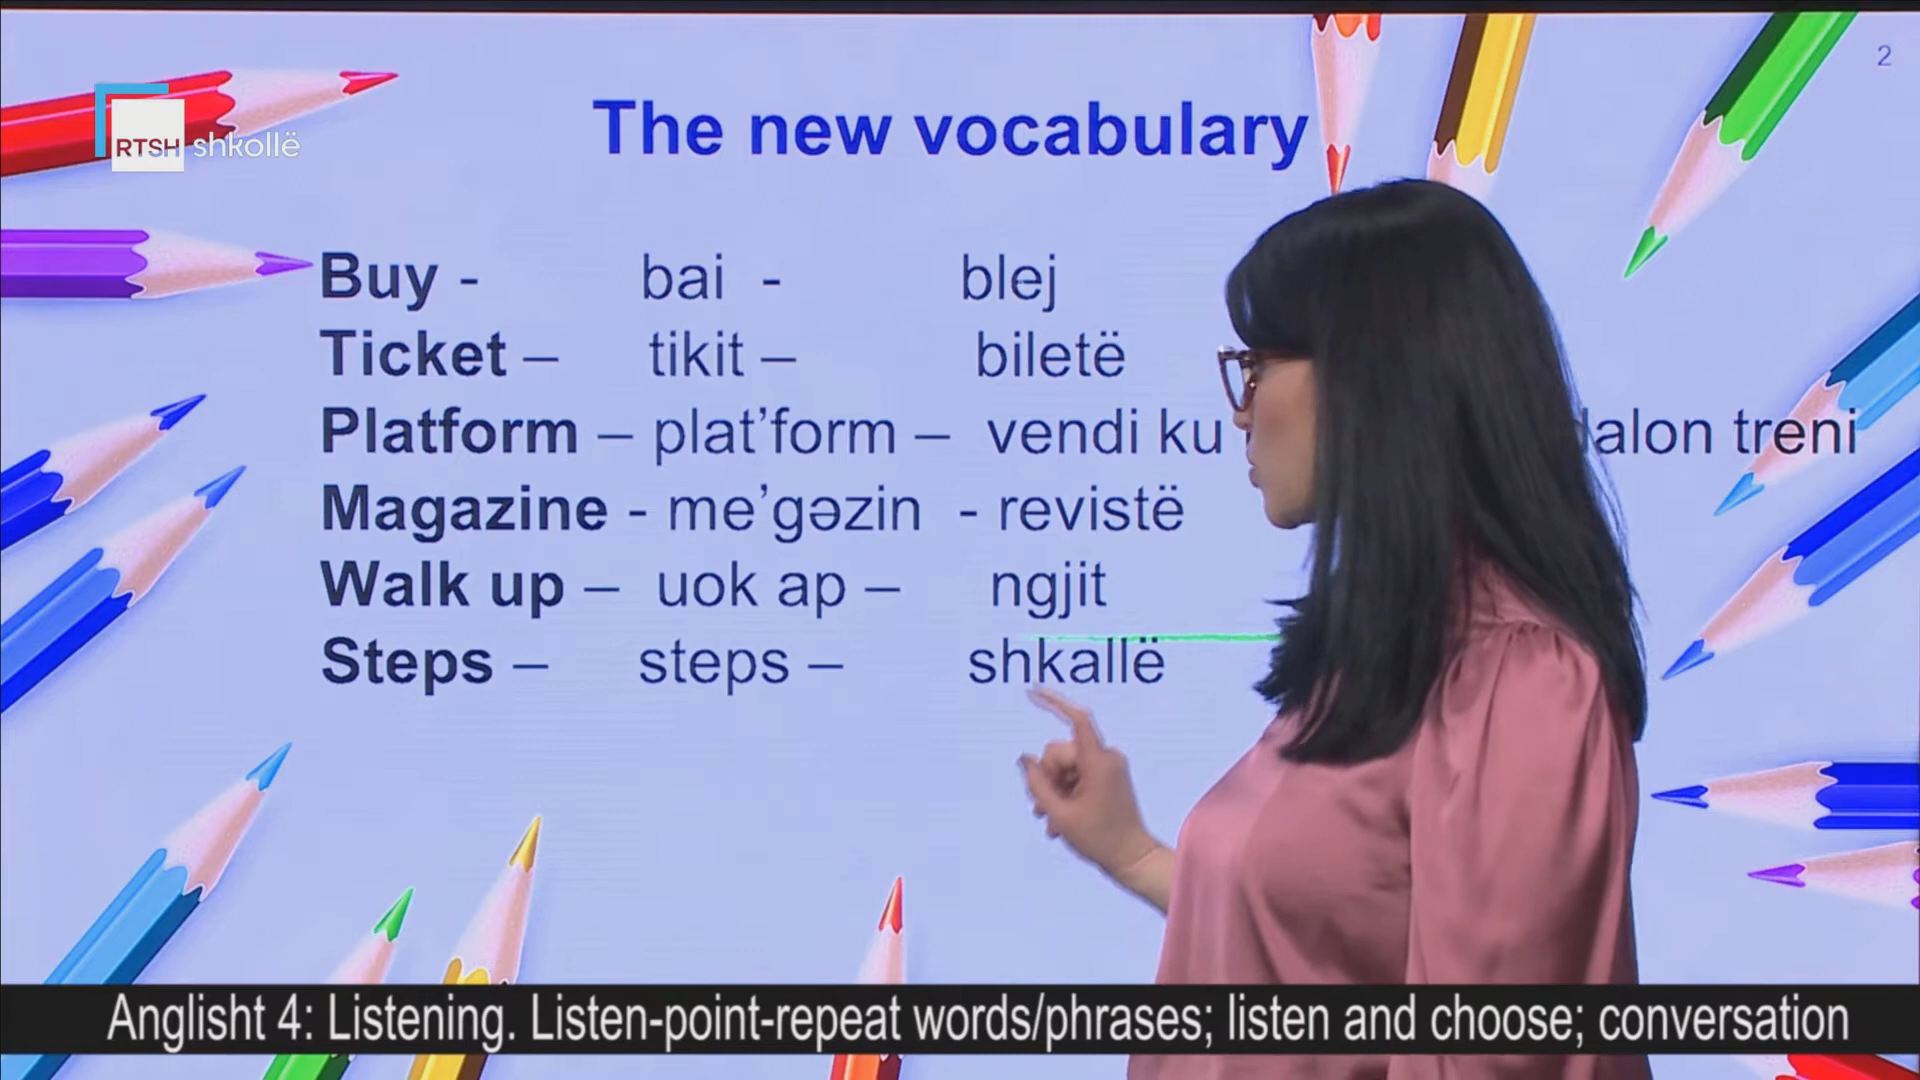 2
RTSH shkollë
The new vocabulary
Buy - bai - blej
Ticket – tikit – biletë
Platform – plat’form – vendi ku treni
Magazine - me’gəzin - revistë
Walk up – uok ap – ngjit
Steps – steps – shkallë
Anglisht 4: Listening. Listen-point-repeat words/phrases; listen and choose; conversation